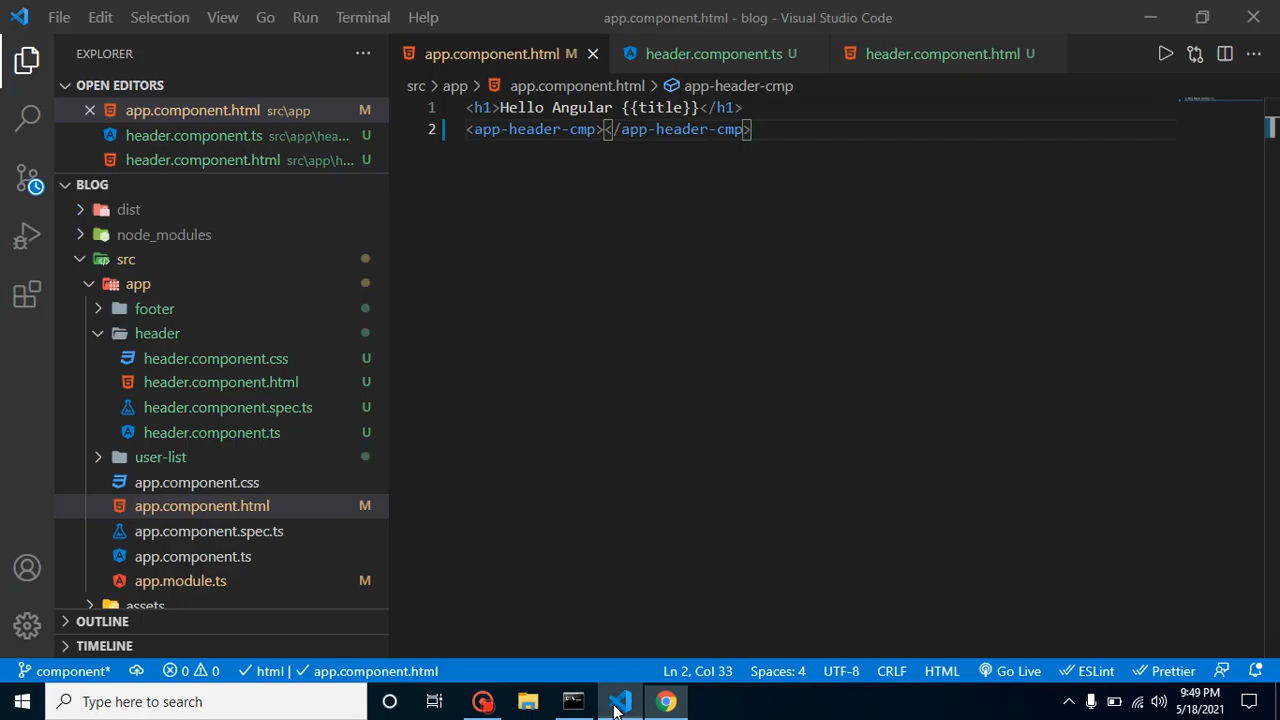 File Edit Selection View Go Run Terminal Help app.component.html - blog - Visual Studio Code
EXPLORER
app.component.html M
header.component.ts U
header.component.html U
OPEN EDITORS
src app app.component.html app-header-cmp
app.component.html src\app M
header.component.ts src\app\hea... U
header.component.html src\app\h... U
1 <h1>Hello Angular {{title}}</h1>
2 <app-header-cmp></app-header-cmp>
BLOG
dist
node_modules
src
app
footer
header
header.component.css U
header.component.html U
header.component.spec.ts U
header.component.ts U
user-list
app.component.css
app.component.html M
app.component.spec.ts
app.component.ts
app.module.ts M
assets
OUTLINE
TIMELINE
component* 0 0 html | app.component.html Ln 2, Col 33 Spaces: 4 UTF-8 CRLF HTML Go Live ESLint Prettier
Type here to search
9:49 PM
5/18/2021